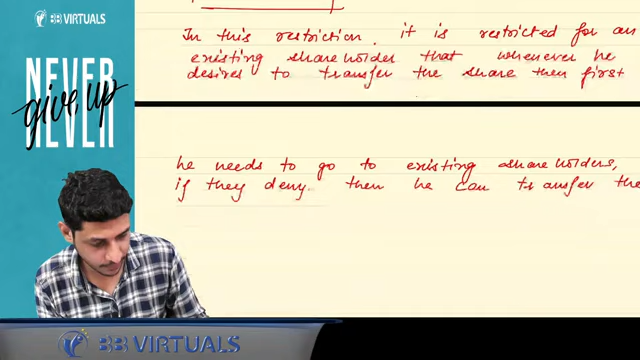 BB VIRTUALS
NEVER
give up
NEVER
In this restriction, it is restricted for an
existing shareholder that whenever he
desires to transfer the share then first
he needs to go to existing shareholders,
if they deny. then he can transfer the
BB VIRTUALS